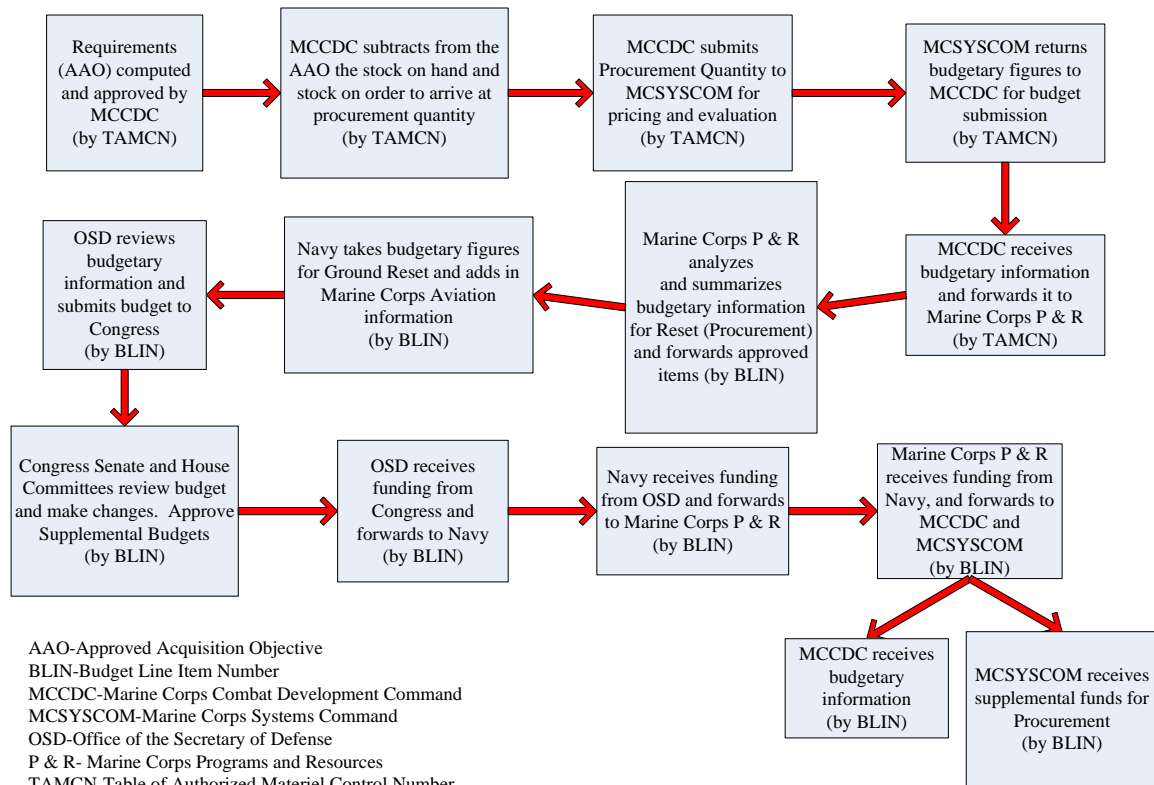 Requirements
(AAO) computed
and approved by
MCCDC
(by TAMCN)
MCCDC subtracts from the
AAO the stock on hand and
stock on order to arrive at
procurement quantity
(by TAMCN)
MCCDC submits
Procurement Quantity to
MCSYSCOM for
pricing and evaluation
(by TAMCN)
MCSYSCOM returns
budgetary figures to
MCCDC for budget
submission
(by TAMCN)
MCCDC receives
budgetary information
and forwards it to
Marine Corps P & R
(by TAMCN)
Marine Corps P & R
analyzes
and summarizes
budgetary information
for Reset (Procurement)
and forwards approved
items (by BLIN)
Navy takes budgetary figures
for Ground Reset and adds in
Marine Corps Aviation
information
(by BLIN)
OSD reviews
budgetary
information and
submits budget to
Congress
(by BLIN)
Congress Senate and House
Committees review budget
and make changes.  Approve
Supplemental Budgets
(by BLIN)
OSD receives
funding from
Congress and
forwards to Navy
(by BLIN)
Navy receives funding
from OSD and forwards
to Marine Corps P & R
(by BLIN)
Marine Corps P & R
receives funding from
Navy, and forwards to
MCCDC and
MCSYSCOM
(by BLIN)
MCCDC receives
budgetary
information
(by BLIN)
MCSYSCOM receives
supplemental funds for
Procurement
(by BLIN)
AAO-Approved Acquisition Objective
BLIN-Budget Line Item Number
MCCDC-Marine Corps Combat Development Command
MCSYSCOM-Marine Corps Systems Command
OSD-Office of the Secretary of Defense
P & R- Marine Corps Programs and Resources
TAMCN-Table of Authorized Materiel Control Number